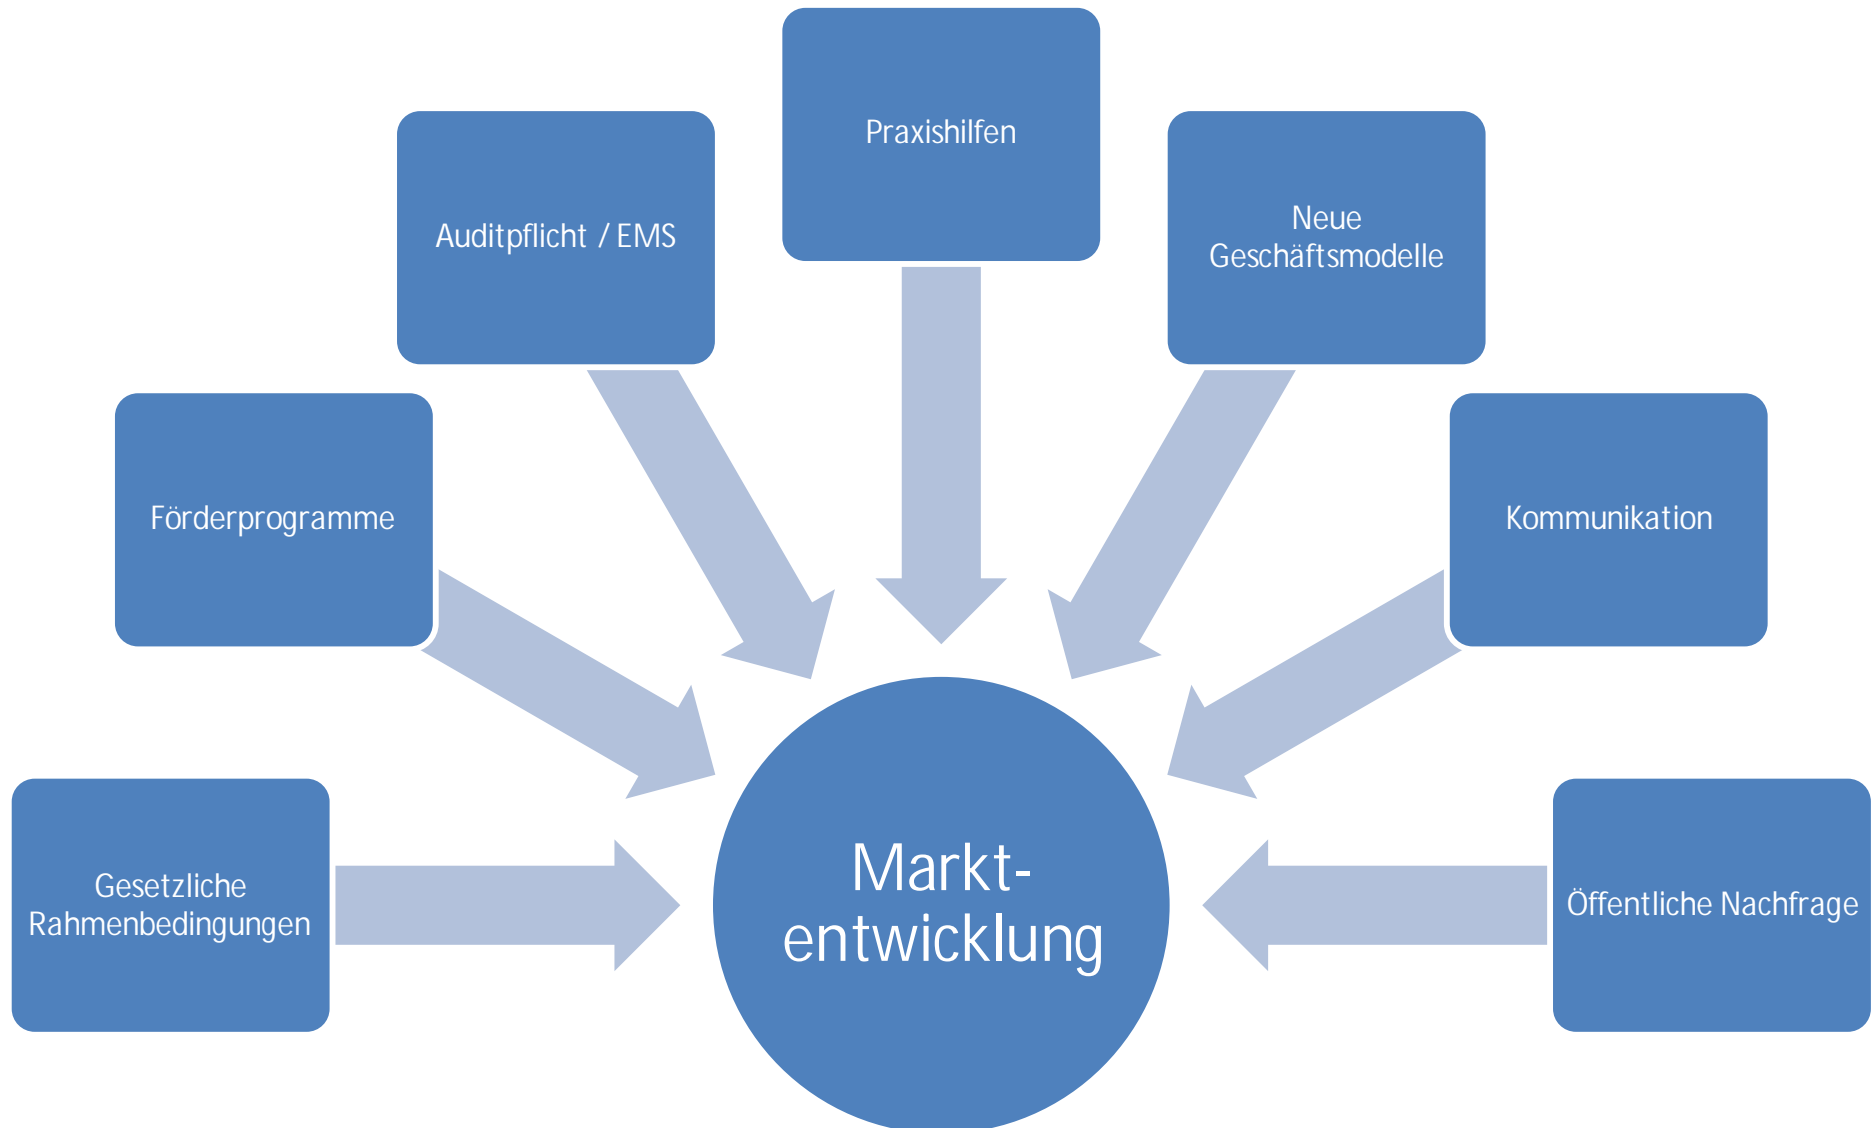 Praxishilfen
Auditpflicht / EMS
Neue
Geschäftsmodelle
Förderprogramme
Kommunikation
Gesetzliche
Rahmenbedingungen
Markt-
entwicklung
Öffentliche Nachfrage